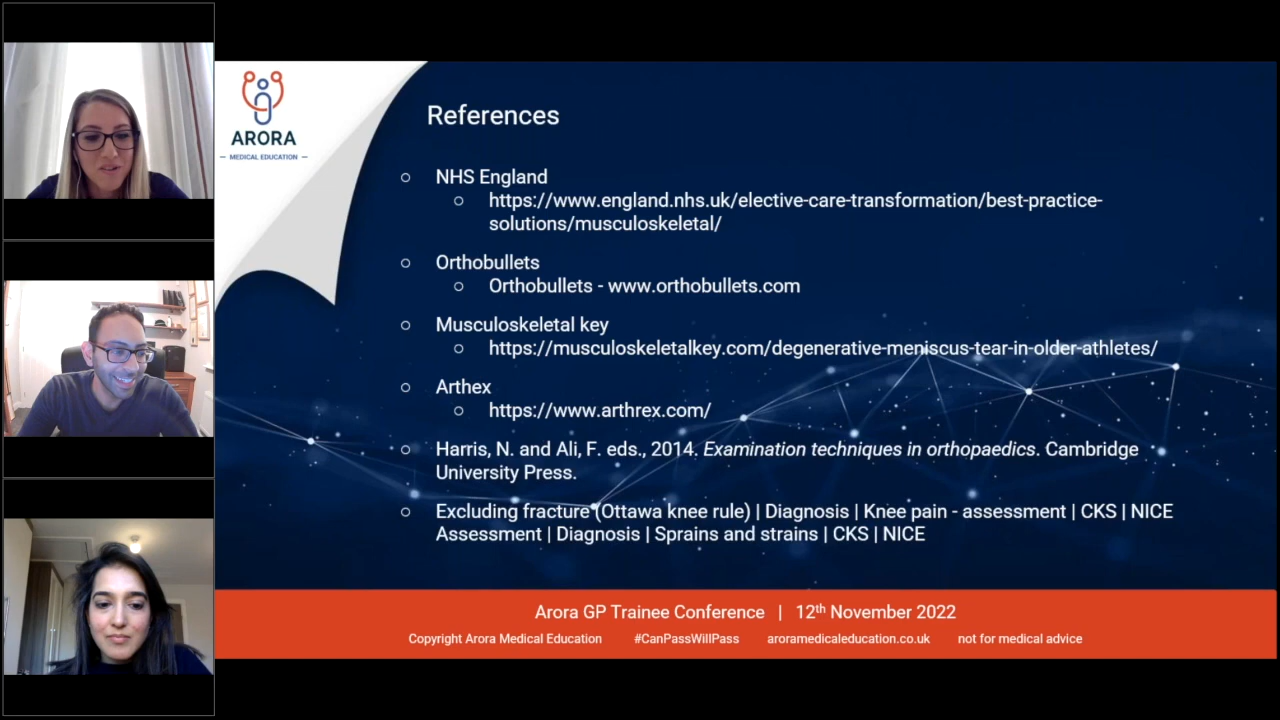 ARORA
MEDICAL EDUCATION
References
NHS England
https://www.england.nhs.uk/elective-care-transformation/best-practice-
solutions/musculoskeletal/
Orthobullets
Orthobullets - www.orthobullets.com
Musculoskeletal key
https://musculoskeletalkey.com/degenerative-meniscus-tear-in-older-athletes/
Arthex
https://www.arthrex.com/
Harris, N. and Ali, F. eds., 2014. Examination techniques in orthopaedics. Cambridge
University Press.
Excluding fracture (Ottawa knee rule) | Diagnosis | Knee pain - assessment | CKS | NICE
Assessment | Diagnosis | Sprains and strains | CKS | NICE
Arora GP Trainee Conference | 12th November 2022
Copyright Arora Medical Education #CanPassWillPass aroramedicaleducation.co.uk not for medical advice